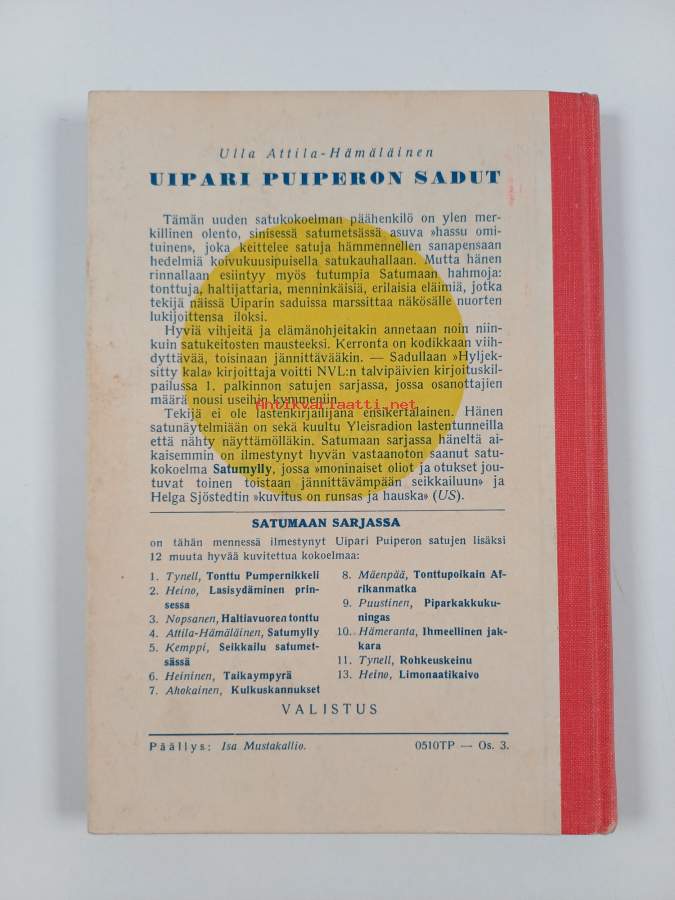 Ulla Attila-Hämäläinen
UIPARI PUIPERON SADUT
Tämän uuden satukokoelman päähenkilö on ylen mer-
killinen olento, sinisessä satumetsässä asuva »hassu omi-
tuinen», joka keittelee satuja hämmennellen sanapensaan
hedelmiä koivukuusipuisella satukauhallaan. Mutta hänen
rinnallaan esiintyy myös tutumpia Satumaan hahmoja:
tonttuja, haltijattaria, menninkäisiä, erilaisia eläimiä, jotka
tekijä näissä Uiparin saduissa marssittaa näkösälle nuorten
lukijoittensa iloksi.
Hyviä vihjeitä ja elämänohjeitakin annetaan noin niin-
kuin satukeitosten mausteeksi. Kerronta on kodikkaan viih-
dyttävää, toisinaan jännittävääkin. — Sadullaan »Hyljek-
sitty kala» kirjoittaja voitti NVL:n talvipäivien kirjoituskil-
pailussa 1. palkinnon satujen sarjassa, jossa osanottajien
määrä nousi useihin kymmeniin.
Antikvariaatti.net
Tekijä ei ole lastenkirjailijana ensikertalainen. Hänen
satunäytelmiään on sekä kuultu Yleisradion lastentunneilla
että nähty näyttämölläkin. Satumaan sarjassa häneltä ai-
kaisemmin on ilmestynyt hyvän vastaanoton saanut satu-
kokoelma Satumylly, jossa »moninaiset oliot ja otukset jou-
tuvat toinen toistaan jännittävämpään seikkailuun» ja
Helga Sjöstedtin »kuvitus on runsas ja hauska» (US).
SATUMAAN SARJASSA
on tähän mennessä ilmestynyt Uipari Puiperon satujen lisäksi
12 muuta hyvää kuvitettua kokoelmaa:
1. Tynell, Tonttu Pumpernikkeli
2. Heino, Lasisydäminen prin-
sessa
3. Nopsanen, Haltiavuoren tonttu
4. Attila-Hämäläinen, Satumylly
5. Kemppi, Seikkailu satumet-
sässä
6. Heininen, Taikaympyrä
7. Ahokainen, Kulkuskannukset
8. Mäenpää, Tonttupoikain Af-
rikanmatka
9. Puustinen, Piparkakkuku-
ningas
10. Hämeranta, Ihmeellinen jak-
kara
11. Tynell, Rohkeuskeinu
13. Heino, Limonaatikaivo
VALISTUS
Päällys: Isa Mustakallio.
0510TP — Os. 3.